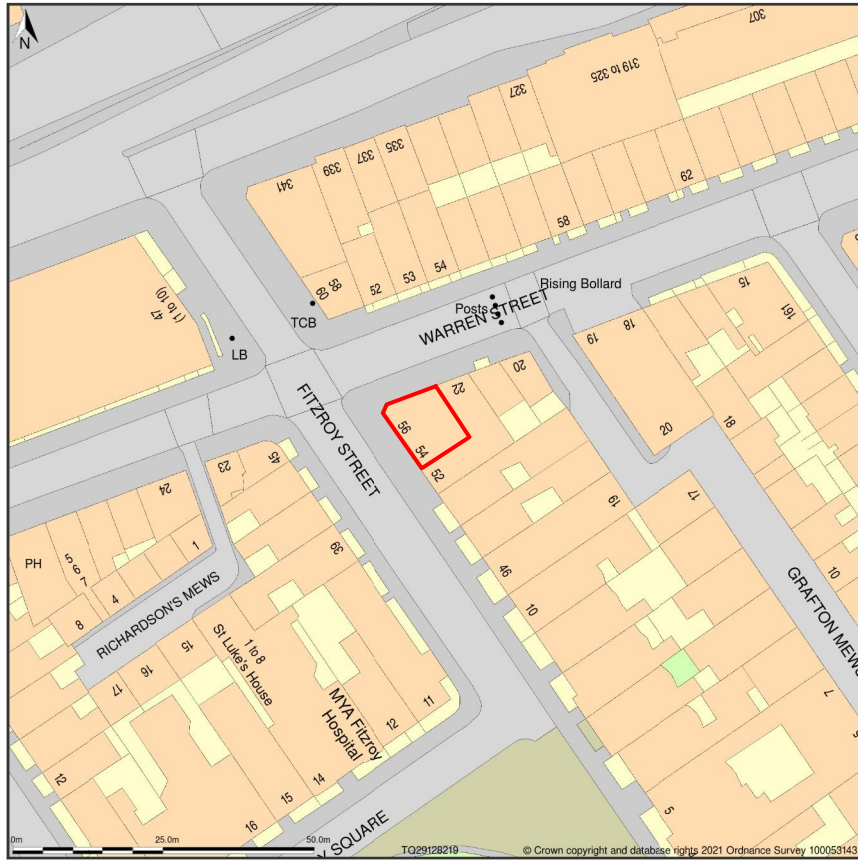 N
307
319 to 325
327
335
337
339
341
62
58
54
53
52
58
60
47
(1 to 10)
TCB
LB
Posts
Rising Bollard
WARREN STREET
15
161
18
19
20
22
20
56
54
52
FITZROY STREET
23
45
24
18
20
17
19
PH
5
6
7
1
4
8
39
46
10
10
RICHARDSON'S MEWS
GRAFTON MEWS
15
16
17
1 to 8
St Luke's House
MYA Fitzroy
Hospital
11
12
14
15
16
12
7
5
0m
25.0m
50.0m
SQUARE
TQ29128219
© Crown copyright and database rights 2021 Ordnance Survey 100053143